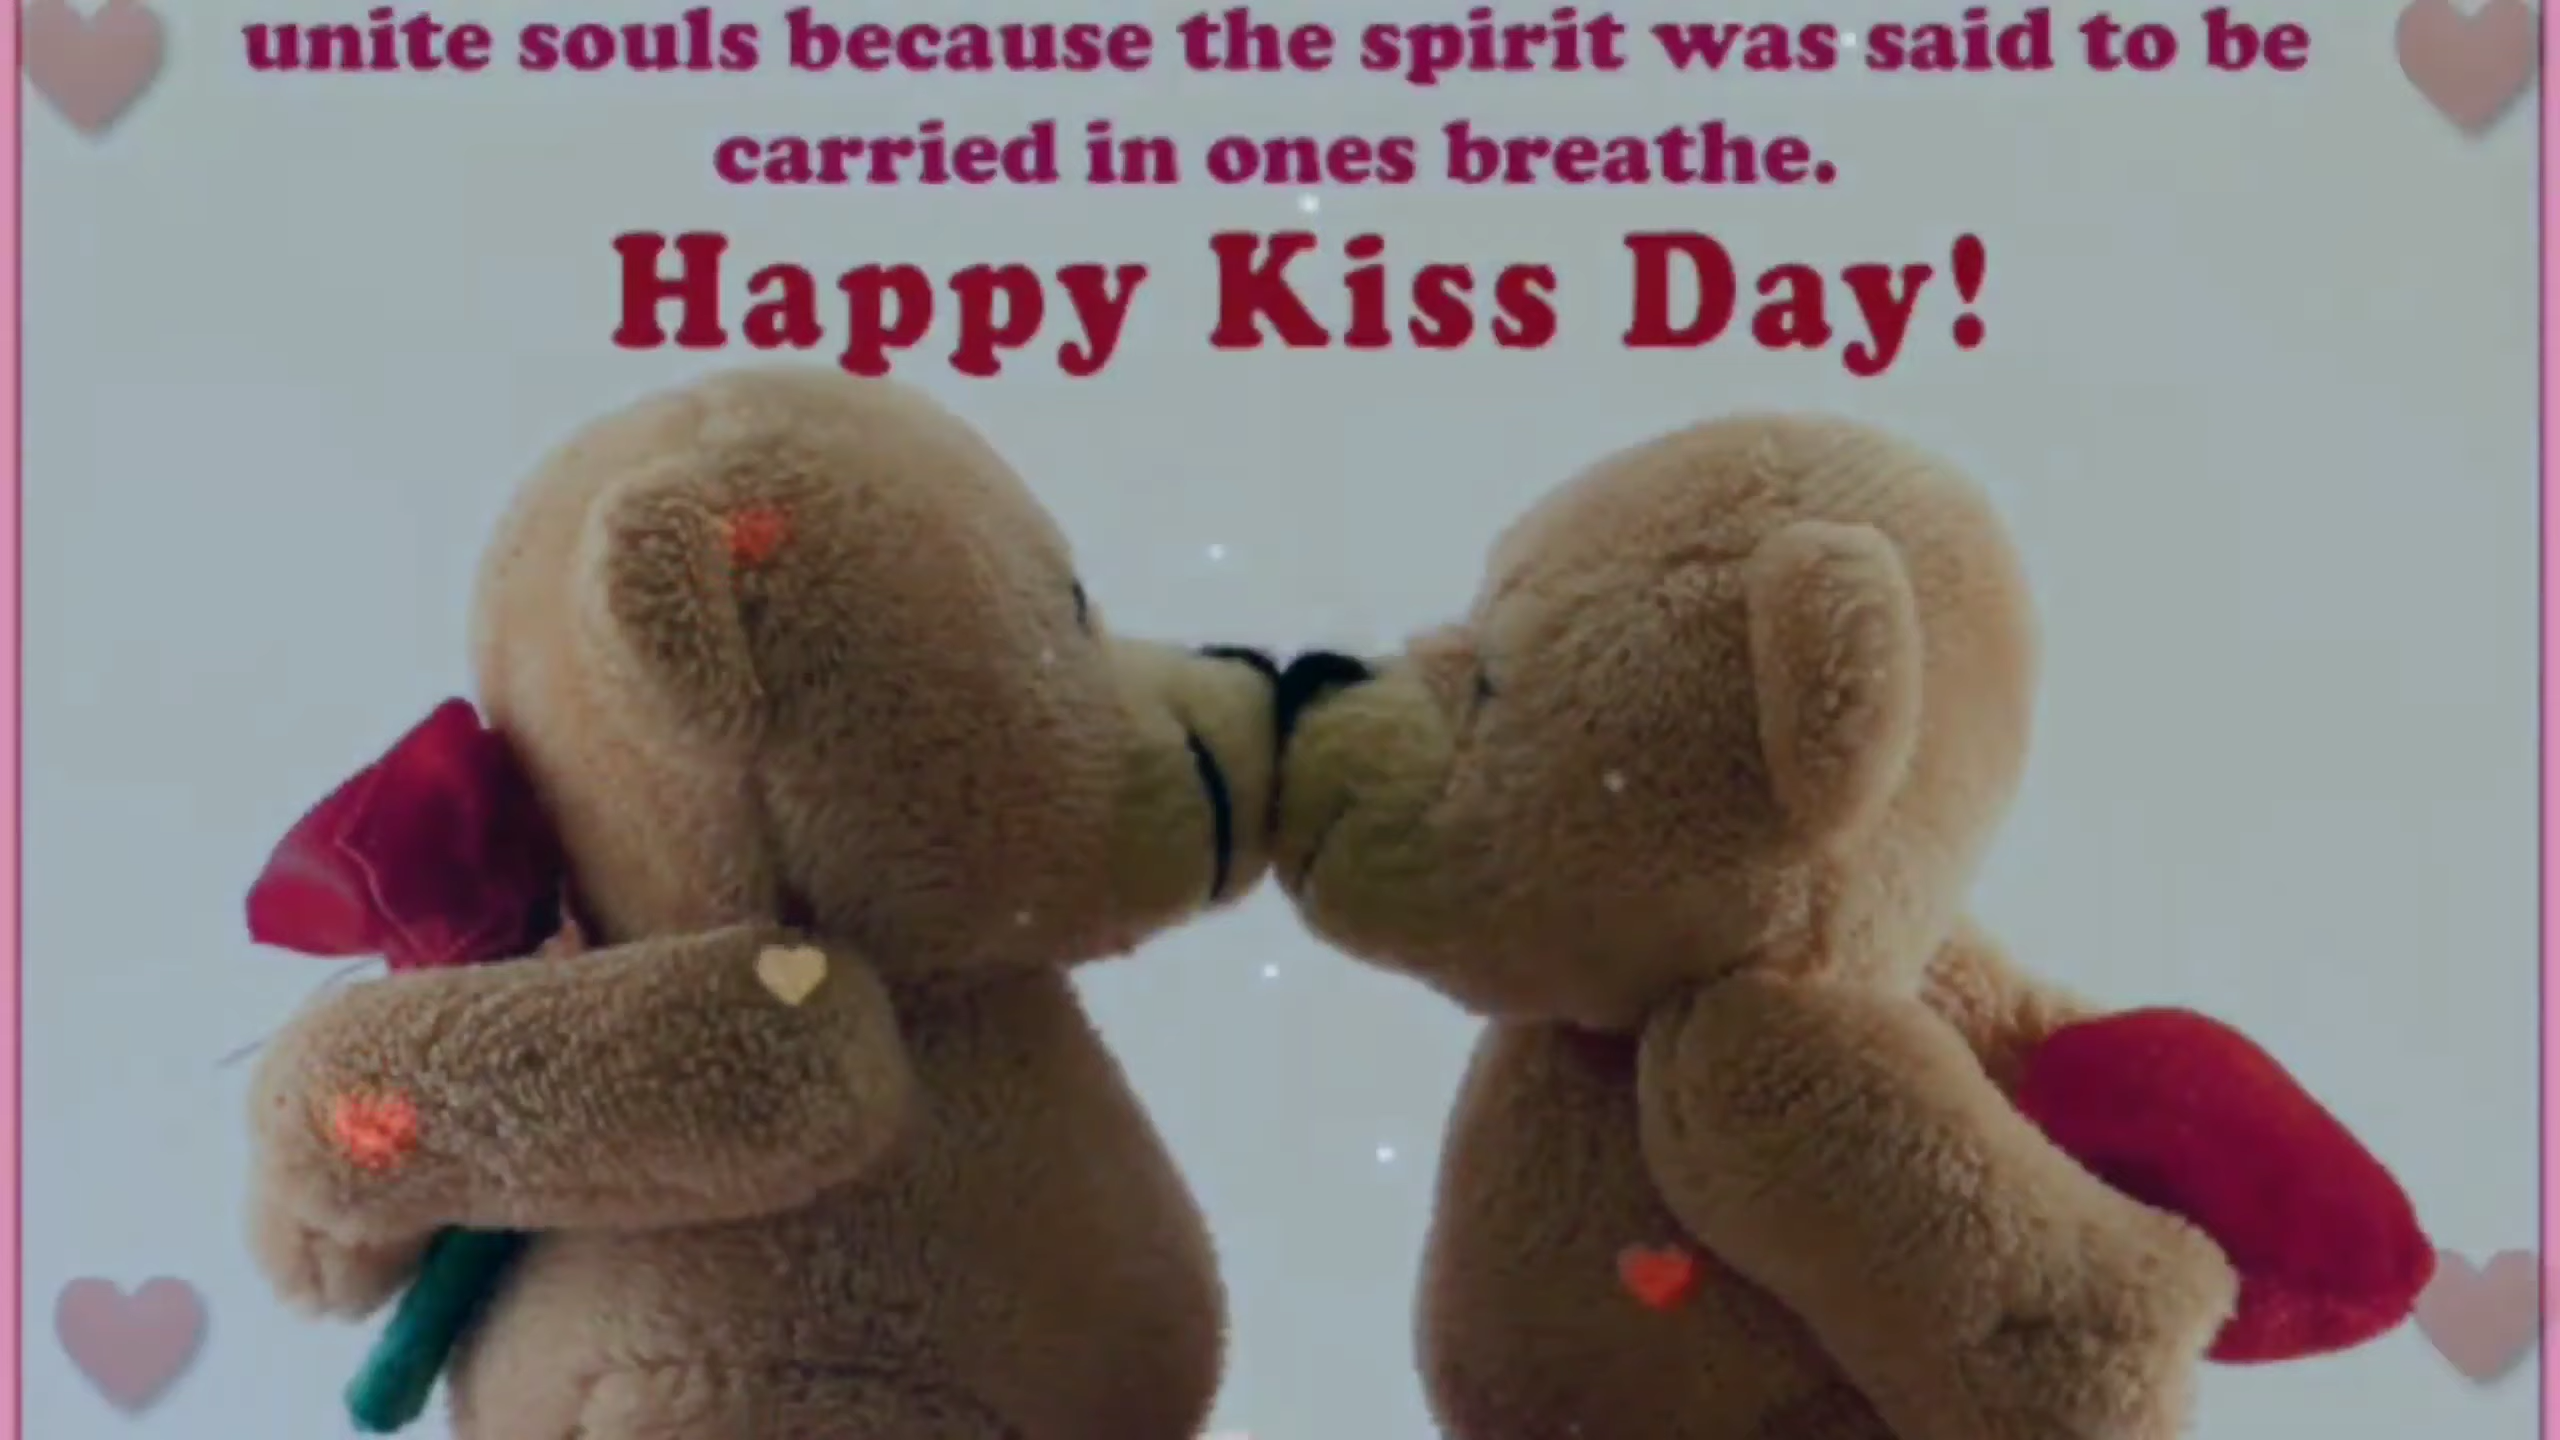 unite souls because the spirit was said to be
carried in ones breathe.
Happy Kiss Day!